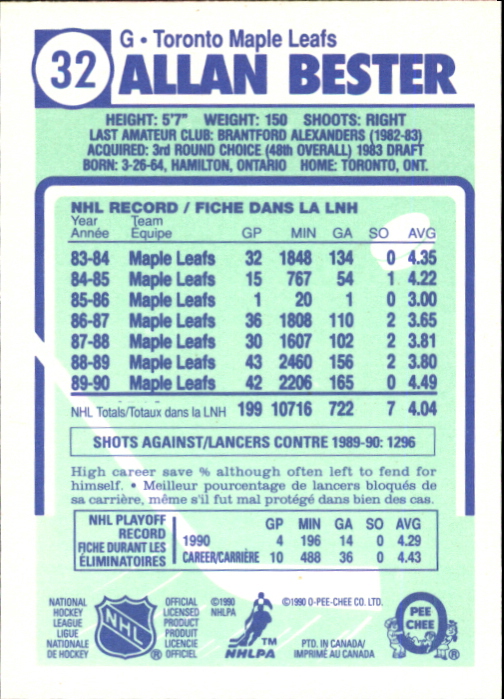 32
G • Toronto Maple Leafs
ALLAN BESTER
HEIGHT: 5'7" WEIGHT: 150 SHOOTS: RIGHT
LAST AMATEUR CLUB: BRANTFORD ALEXANDERS (1982-83)
ACQUIRED: 3rd ROUND CHOICE (48th OVERALL) 1983 DRAFT
BORN: 3-26-64, HAMILTON, ONTARIO HOME: TORONTO, ONT.
NHL RECORD / FICHE DANS LA LNH
Year Team
Année Équipe GP MIN GA SO AVG
83-84 Maple Leafs 32 1848 134 0 4.35
84-85 Maple Leafs 15 767 54 1 4.22
85-86 Maple Leafs 1 20 1 0 3.00
86-87 Maple Leafs 36 1808 110 2 3.65
87-88 Maple Leafs 30 1607 102 2 3.81
88-89 Maple Leafs 43 2460 156 2 3.80
89-90 Maple Leafs 42 2206 165 0 4.49
NHL Totals/Totaux dans la LNH 199 10716 722 7 4.04
SHOTS AGAINST/LANCERS CONTRE 1989-90: 1296
High career save % although often left to fend for
himself. • Meilleur pourcentage de lancers bloqués de
sa carrière, même s'il fut mal protégé dans bien des cas.
NHL PLAYOFF
RECORD
FICHE DURANT LES
ÉLIMINATOIRES
GP MIN GA SO AVG
1990 4 196 14 0 4.29
CAREER/CARRIÈRE 10 488 36 0 4.43
NATIONAL
HOCKEY
LEAGUE
LIGUE
NATIONALE
DE HOCKEY
NHL
®
OFFICIAL
LICENSED
PRODUCT
PRODUIT
LICENCIE
OFFICIEL
©1990
NHLPA
TM
NHLPA
©1990 O-PEE-CHEE CO. LTD.
PTD. IN CANADA/
IMPRIMÉ AU CANADA
PEE
CHEE
®